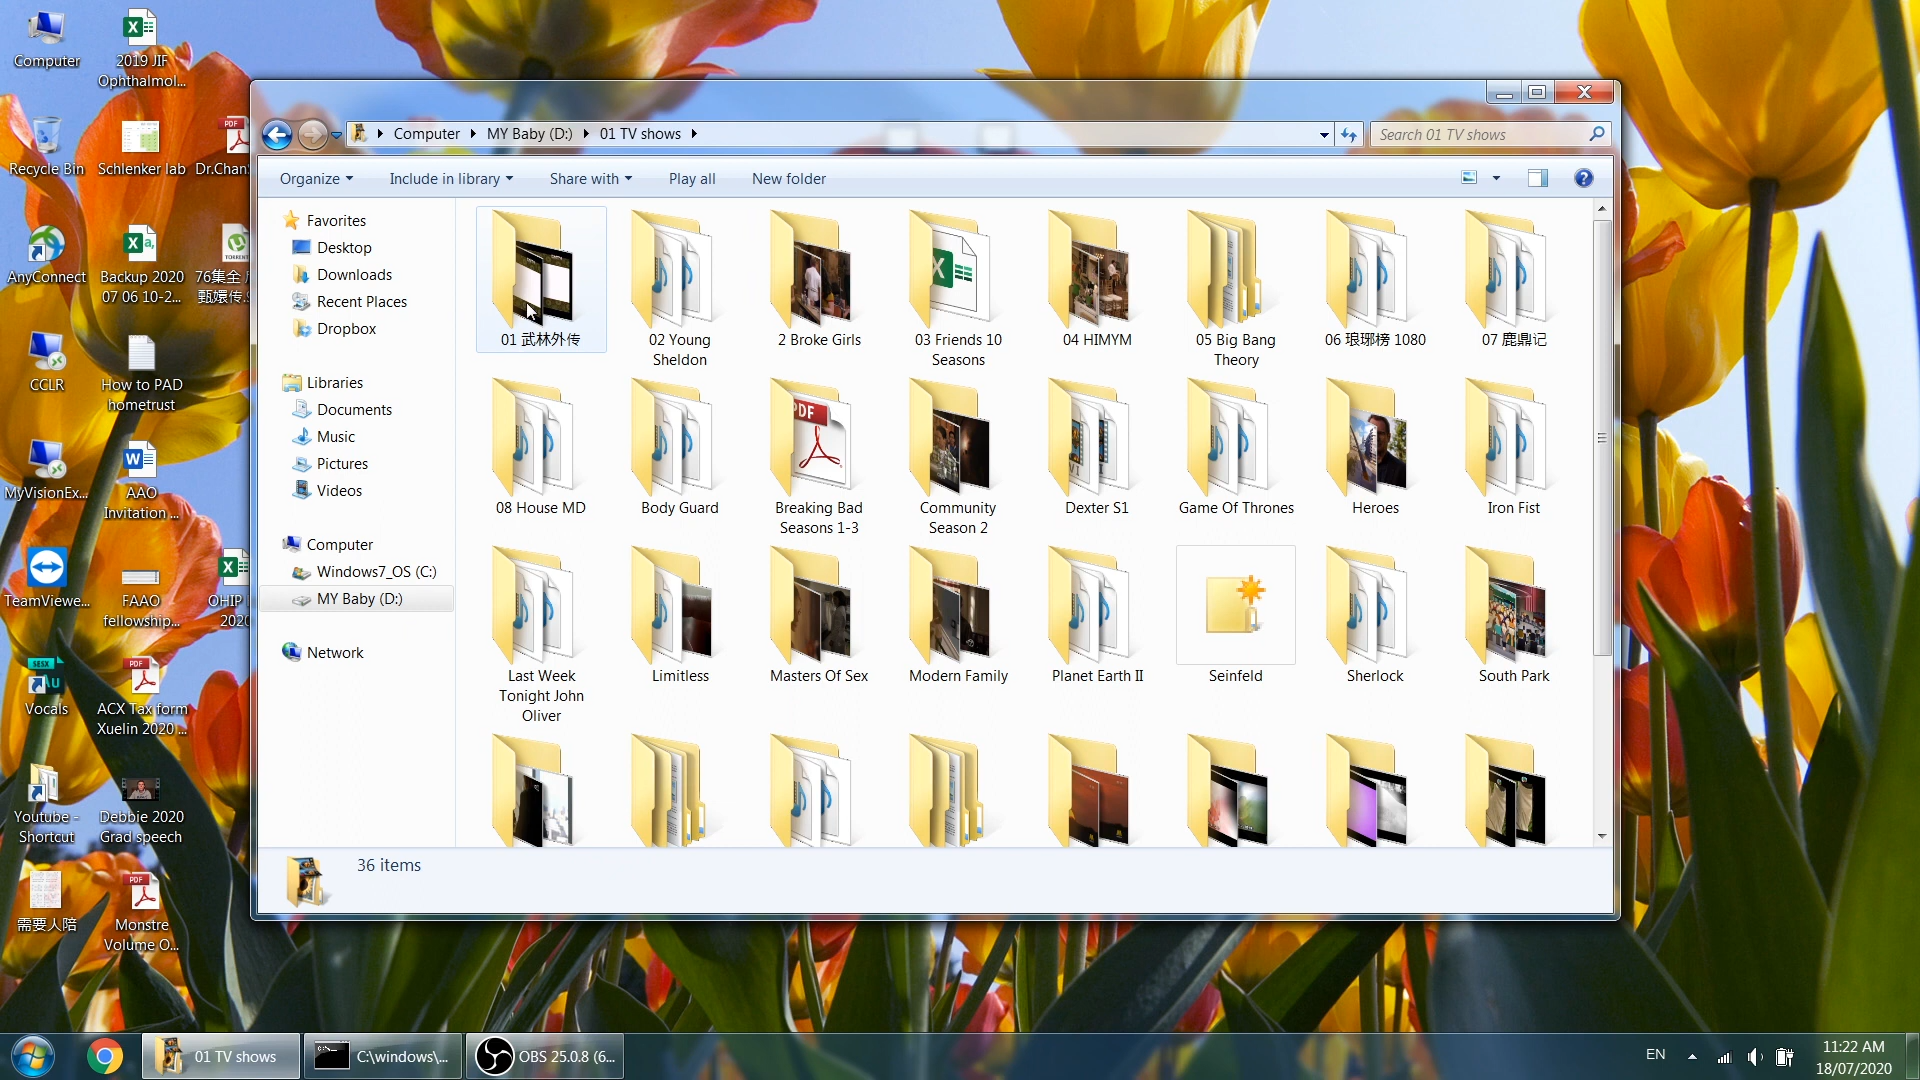 Computer
2019 JIF
Ophthalmol...
Recycle Bin
Schlenker lab
Dr.Chan
AnyConnect
Backup 2020
07 06 10-2...
76集全
甄嬛传
CCLR
How to PAD
hometrust
MyVisionEx...
AAO
Invitation ...
TeamViewe...
FAAO
fellowship...
OHIP
2020
Vocals
ACX Tax form
Xuelin 2020 ...
Youtube -
Shortcut
Debbie 2020
Grad speech
需要人陪
Monstre
Volume O...
Computer
MY Baby (D:)
01 TV shows
Search 01 TV shows
Organize
Include in library
Share with
Play all
New folder
Favorites
Desktop
Downloads
Recent Places
Dropbox
Libraries
Documents
Music
Pictures
Videos
Computer
Windows7_OS (C:)
MY Baby (D:)
Network
01 武林外传
02 Young
Sheldon
2 Broke Girls
03 Friends 10
Seasons
04 HIMYM
05 Big Bang
Theory
06 琅琊榜 1080
07 鹿鼎记
08 House MD
Body Guard
Breaking Bad
Seasons 1-3
Community
Season 2
Dexter S1
Game Of Thrones
Heroes
Iron Fist
Last Week
Tonight John
Oliver
Limitless
Masters Of Sex
Modern Family
Planet Earth II
Seinfeld
Sherlock
South Park
36 items
01 TV shows
C:\windows\...
OBS 25.0.8 (6...
EN
11:22 AM
18/07/2020